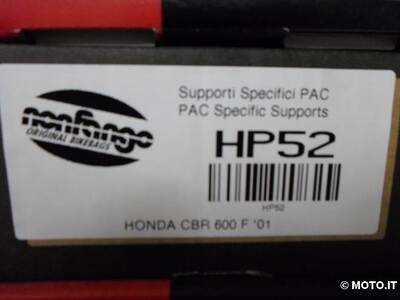 Supporti Specifici PAC
PAC Specific Supports
nonfango
ORIGINAL BIKEBAGS
HP52
HP52
HONDA CBR 600 F '01
© MOTO.IT